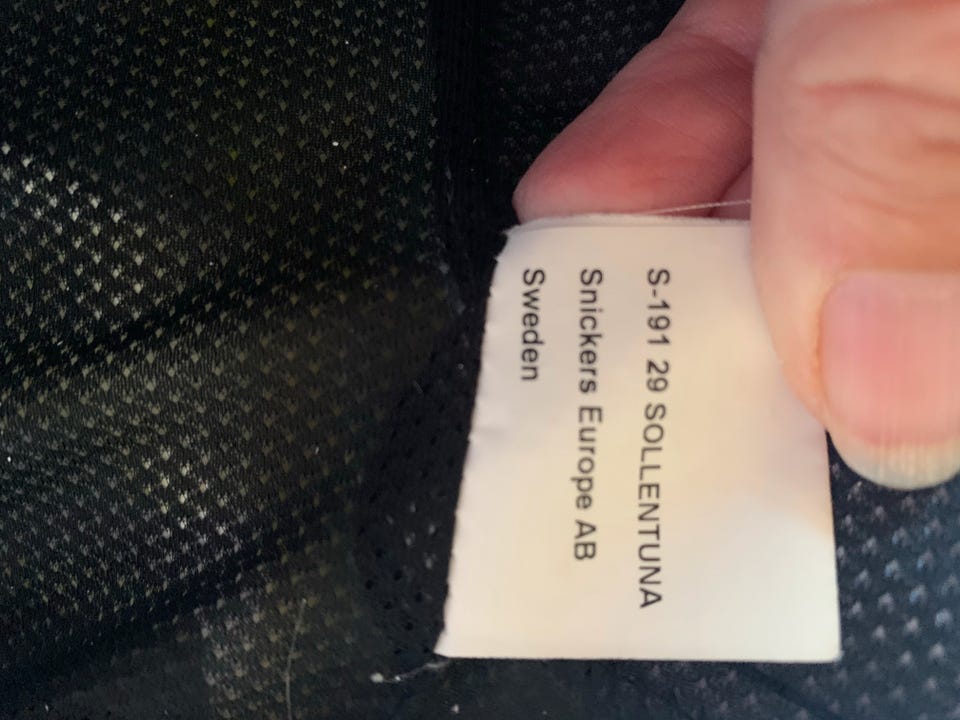 S-191 29 SOLLENTUNA
Snickers Europe AB
Sweden